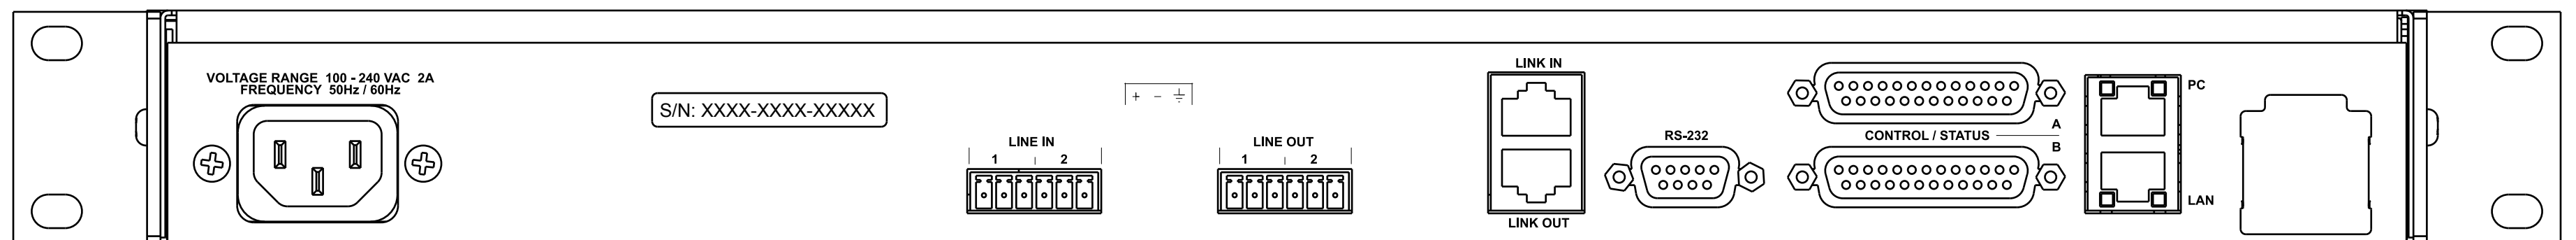 VOLTAGE RANGE 100 - 240 VAC 2A
FREQUENCY 50Hz / 60Hz
S/N: XXXX-XXXX-XXXXX
+ −
LINE IN
1 2
LINE OUT
1 2
LINK IN
LINK OUT
RS-232
CONTROL / STATUS
A
B
PC
LAN